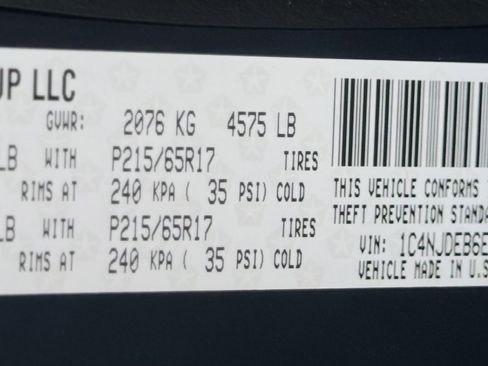 UP LLC
GVWR: 2076 KG 4575 LB
LB WITH P215/65R17 TIRES
RIMS AT 240 KPA ( 35 PSI) COLD
LB WITH P215/65R17 TIRES
RIMS AT 240 KPA ( 35 PSI) COLD
THIS VEHICLE CONFORMS
THEFT PREVENTION STANDA
VIN: 1C4NJDEB6E
VEHICLE MADE IN U.S